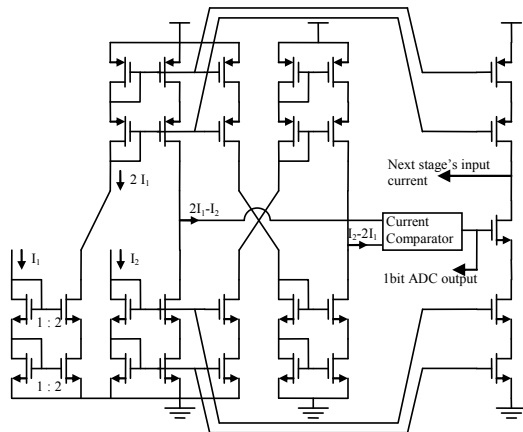 Next stage's input
current
2 I1
2I1-I2
Current
Comparator
I2-2I1
I1
I2
1bit ADC output
1 : 2
1 : 2